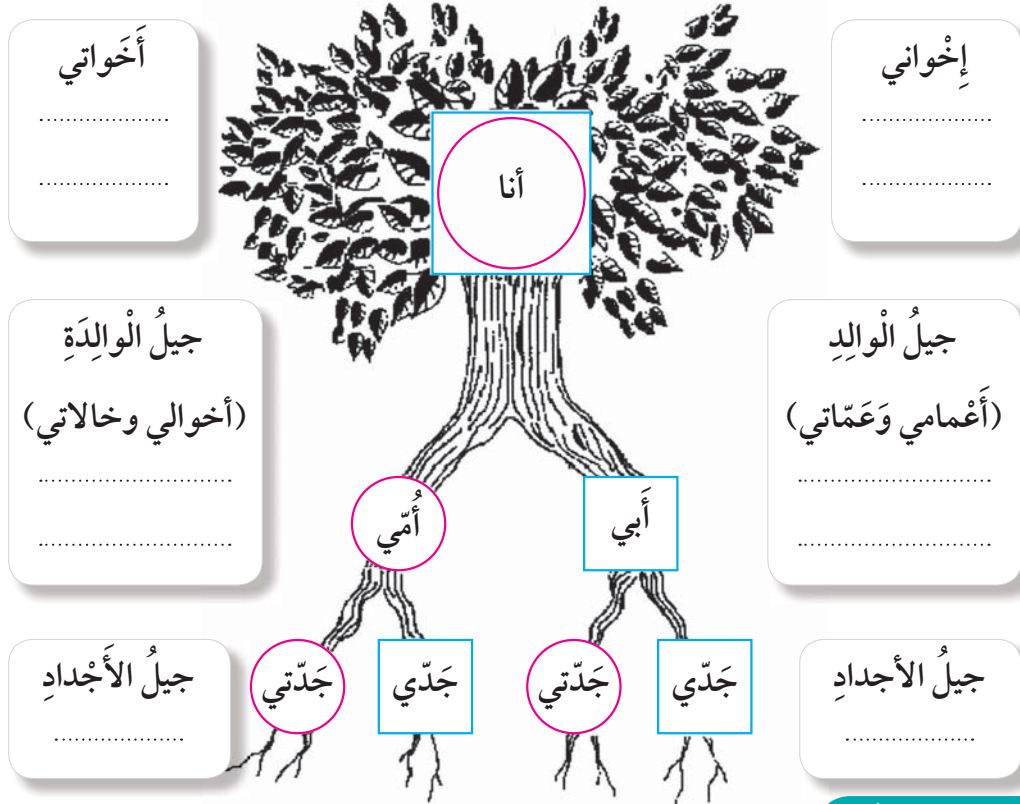 إِخْواني
..................
..................
أَخَواتي
..................
..................
أنا
جيلُ الْوالِدِ
(أَعْمامي وَعَمّاتي)
...........................
...........................
جيلُ الْوالِدَةِ
(أخوالي وخالاتي)
...........................
...........................
أَبي
أُمّي
جيلُ الأجدادِ
..................
جَدّي
جَدّتي
جَدّي
جَدّتي
جيلُ الأَجْدادِ
..................